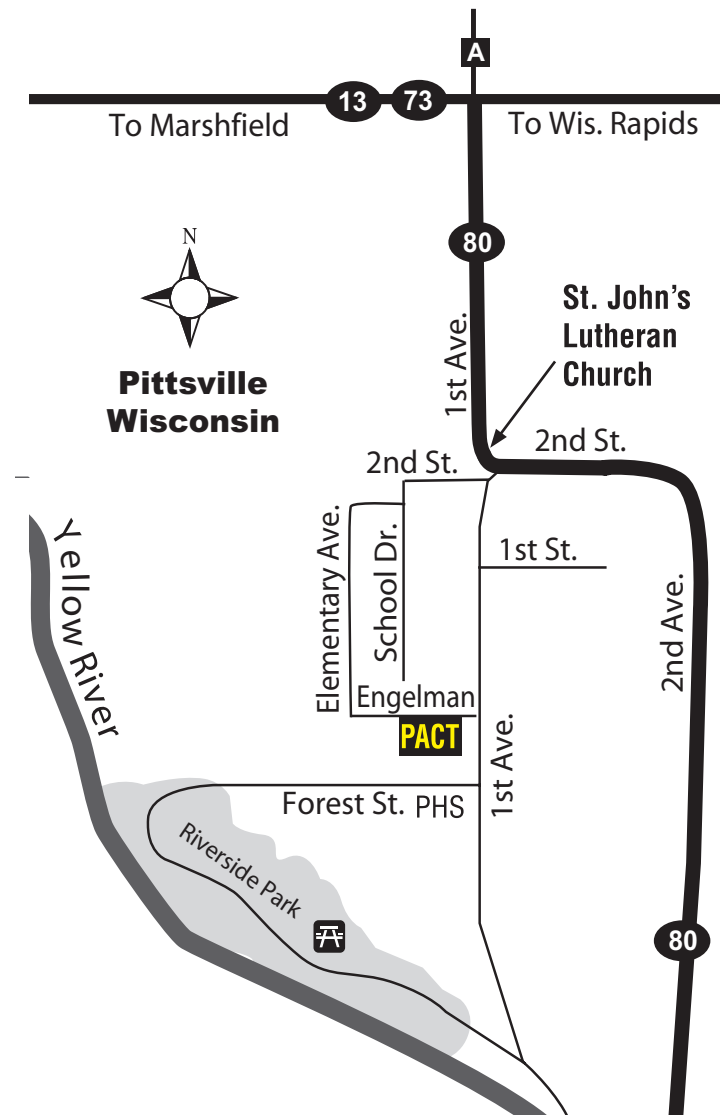 A
13
73
To Marshfield
To Wis. Rapids
N
80
1st Ave.
St. John's
Lutheran
Church
Pittsville
Wisconsin
2nd St.
2nd St.
Elementary Ave.
School Dr.
1st St.
2nd Ave.
Yellow River
Engelman
PACT
1st Ave.
Forest St. PHS
Riverside Park
80